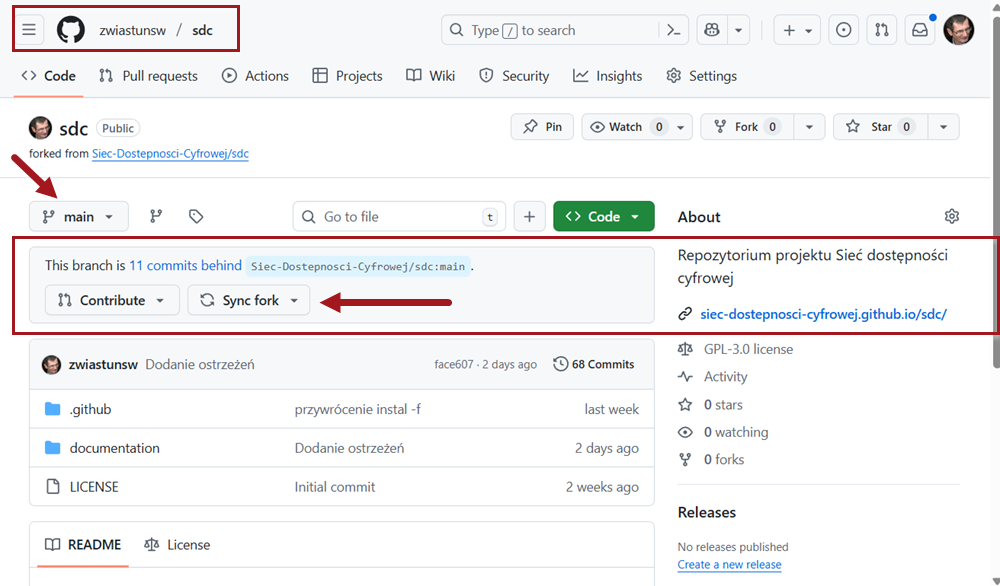 zwiastunsw / sdc
Type / to search
Code Pull requests Actions Projects Wiki Security Insights Settings
sdc Public
Pin Watch 0 Fork 0 Star 0
forked from Siec-Dostepnosci-Cyfrowej/sdc
main
Go to file t
Code
About
This branch is 11 commits behind Siec-Dostepnosci-Cyfrowej/sdc:main .
Contribute Sync fork
Repozytorium projektu Sieć dostępności
cyfrowej
siec-dostepnosci-cyfrowej.github.io/sdc/
GPL-3.0 license
Activity
0 stars
0 watching
0 forks
zwiastunsw Dodanie ostrzeżeń face607 · 2 days ago 68 Commits
.github przywrócenie instal -f last week
documentation Dodanie ostrzeżeń 2 days ago
LICENSE Initial commit 2 weeks ago
README License
Releases
No releases published
Create a new release